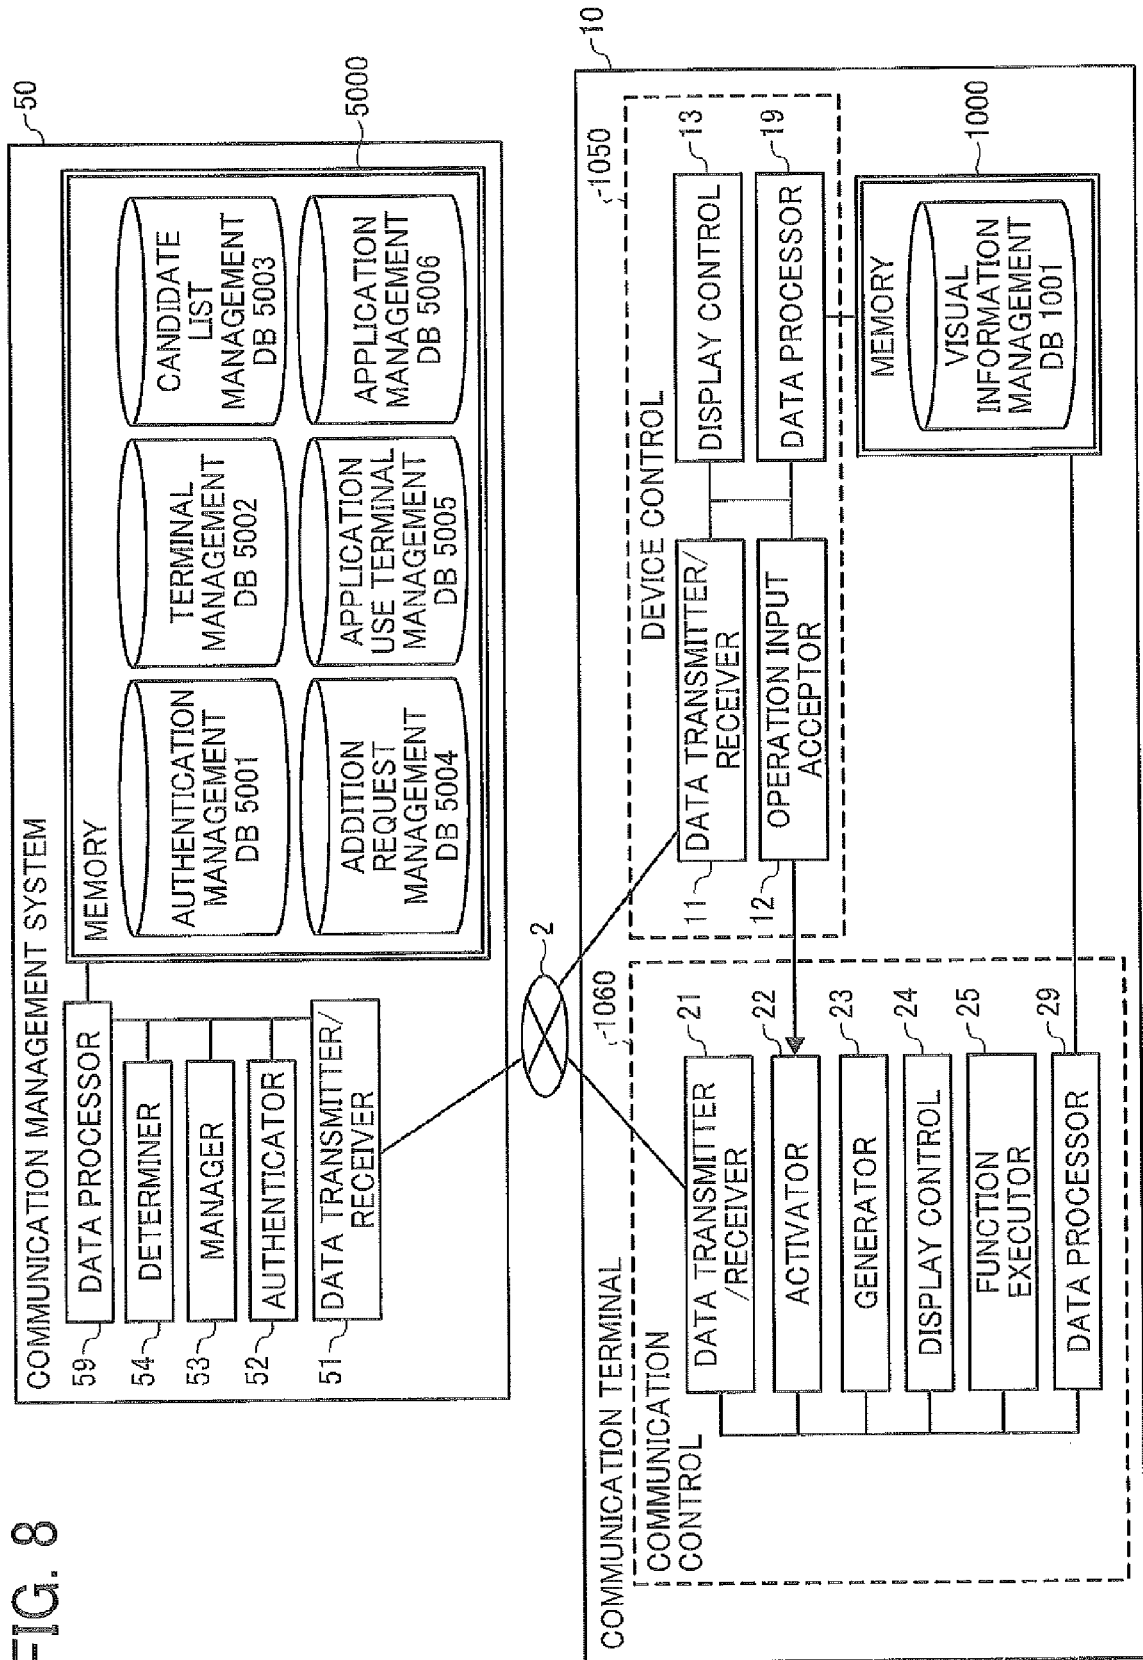 FIG. 8
COMMUNICATION MANAGEMENT SYSTEM
50
59
DATA PROCESSOR
54
DETERMINER
53
MANAGER
52
AUTHENTICATOR
51
DATA TRANSMITTER/
RECEIVER
MEMORY
5000
AUTHENTICATION
MANAGEMENT
DB 5001
TERMINAL
MANAGEMENT
DB 5002
CANDIDATE
LIST
MANAGEMENT
DB 5003
ADDITION
REQUEST
MANAGEMENT
DB 5004
APPLICATION
USE TERMINAL
MANAGEMENT
DB 5005
APPLICATION
MANAGEMENT
DB 5006
2
COMMUNICATION TERMINAL
10
COMMUNICATION
CONTROL
1060
DATA TRANSMITTER
/RECEIVER
21
ACTIVATOR
22
GENERATOR
23
DISPLAY CONTROL
24
FUNCTION
EXECUTOR
25
DATA PROCESSOR
29
DEVICE CONTROL
1050
11
DATA TRANSMITTER/
RECEIVER
12
OPERATION INPUT
ACCEPTOR
DISPLAY CONTROL
13
DATA PROCESSOR
19
MEMORY
1000
VISUAL
INFORMATION
MANAGEMENT
DB 1001